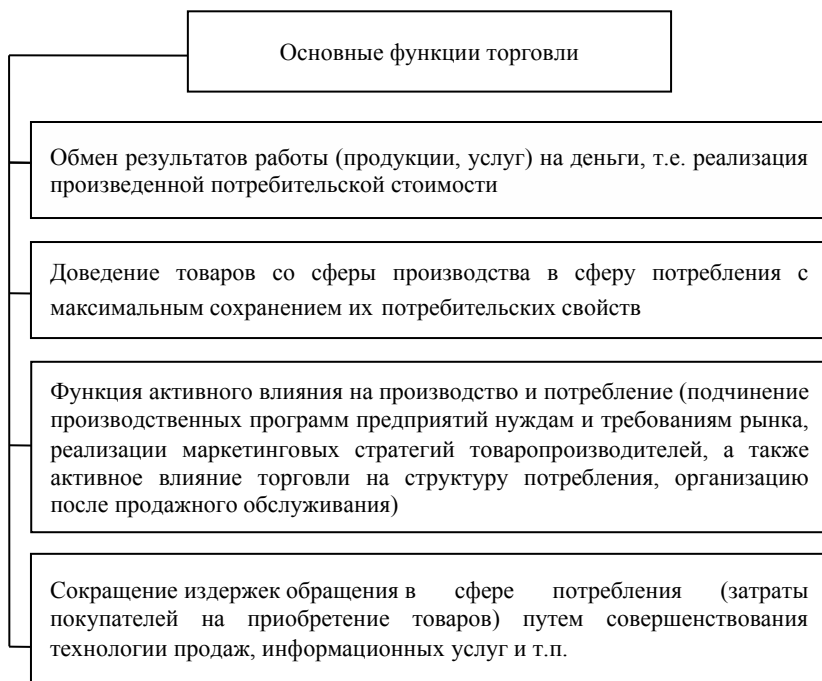 Основные функции торговли
Обмен результатов работы (продукции, услуг) на деньги, т.е. реализация
произведенной потребительской стоимости
Доведение товаров со сферы производства в сферу потребления с
максимальным сохранением их потребительских свойств
Функция активного влияния на производство и потребление (подчинение
производственных программ предприятий нуждам и требованиям рынка,
реализации маркетинговых стратегий товаропроизводителей, а также
активное влияние торговли на структуру потребления, организацию
после продажного обслуживания)
Сокращение издержек обращения в сфере потребления (затраты
покупателей на приобретение товаров) путем совершенствования
технологии продаж, информационных услуг и т.п.